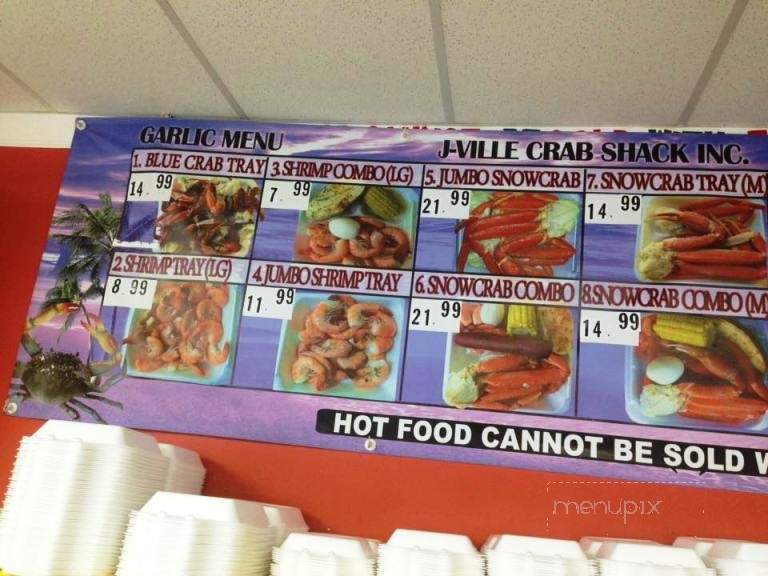 GARLIC MENU
J-VILLE CRAB SHACK INC.
1. BLUE CRAB TRAY
14.99
3. SHRIMP COMBO (LG)
7.99
5. JUMBO SNOWCRAB
21.99
7. SNOWCRAB TRAY (M)
14.99
2. SHRIMP TRAY (LG)
8.99
4. JUMBO SHRIMP TRAY
11.99
6. SNOWCRAB COMBO
21.99
8. SNOWCRAB COMBO (M)
14.99
HOT FOOD CANNOT BE SOLD W
menupix